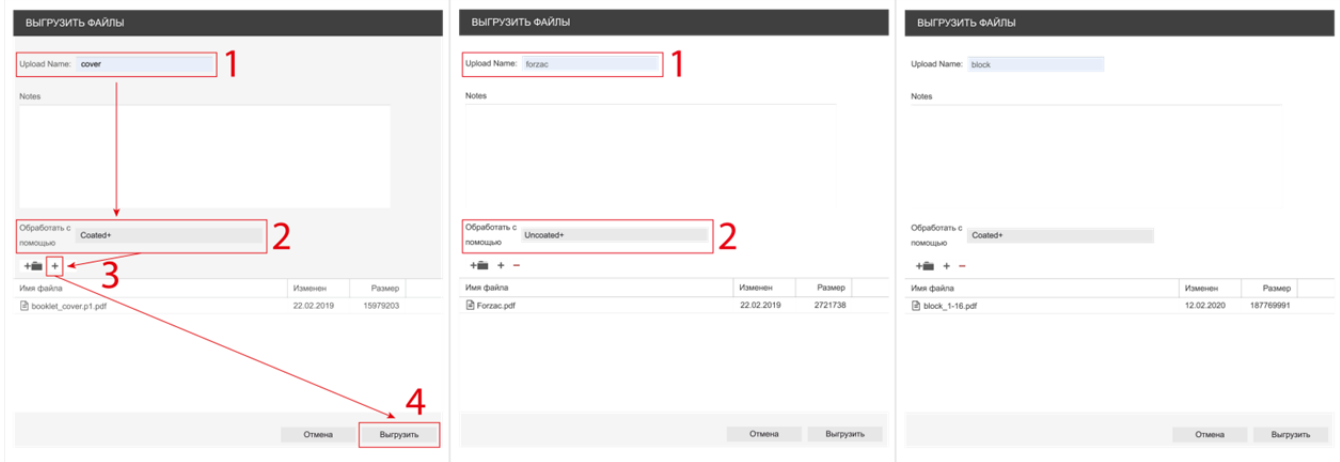 ВЫГРУЗИТЬ ФАЙЛЫ
Upload Name: cover
1
Notes
Обработать с
помощью
Coated+
2
+
3
Имя файла Изменен Размер
booklet_cover.p1.pdf 22.02.2019 15979203
4
Отмена Выгрузить
ВЫГРУЗИТЬ ФАЙЛЫ
Upload Name: forzac
1
Notes
Обработать с
помощью
Uncoated+
2
+ + −
Имя файла Изменен Размер
Forzac.pdf 22.02.2019 2721738
Отмена Выгрузить
ВЫГРУЗИТЬ ФАЙЛЫ
Upload Name: block
Notes
Обработать с
помощью
Coated+
+ + −
Имя файла Изменен Размер
block_1-16.pdf 12.02.2020 187769991
Отмена Выгрузить